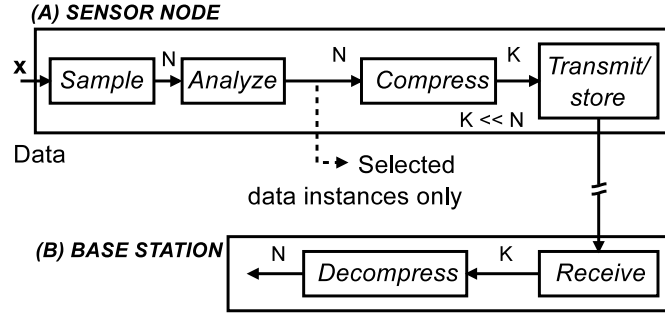 (A) SENSOR NODE
x
Sample
N
Analyze
N
Compress
K
Transmit/
store
K << N
Data
Selected
data instances only
(B) BASE STATION
N
Decompress
K
Receive